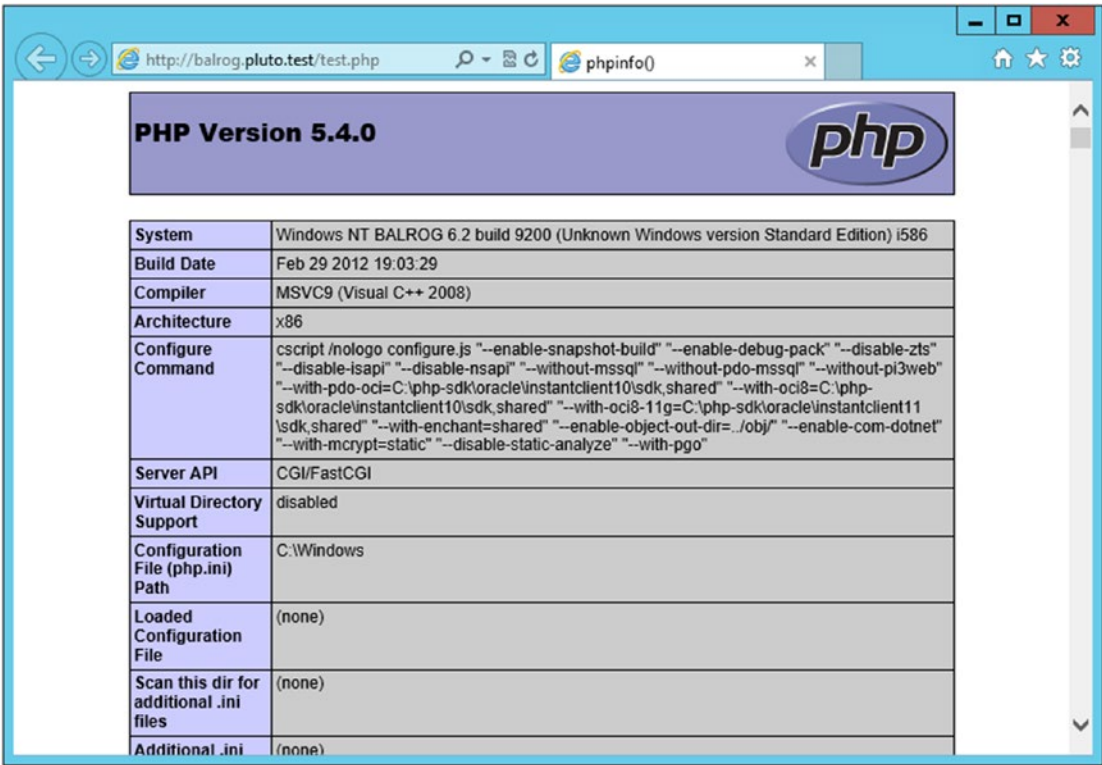 http://balrog.pluto.test/test.php
phpinfo()
PHP Version 5.4.0
php
System Windows NT BALROG 6.2 build 9200 (Unknown Windows version Standard Edition) i586
Build Date Feb 29 2012 19:03:29
Compiler MSVC9 (Visual C++ 2008)
Architecture x86
Configure Command
cscript /nologo configure.js "--enable-snapshot-build" "--enable-debug-pack" "--disable-zts"
"--disable-isapi" "--disable-nsapi" "--without-mssql" "--without-pdo-mssql" "--without-pi3web"
"--with-pdo-oci=C:\php-sdk\oracle\instantclient10\sdk,shared" "--with-oci8=C:\php-
sdk\oracle\instantclient10\sdk,shared" "--with-oci8-11g=C:\php-sdk\oracle\instantclient11
\sdk,shared" "--with-enchant=shared" "--enable-object-out-dir=../obj/" "--enable-com-dotnet"
"--with-mcrypt=static" "--disable-static-analyze" "--with-pgo"
Server API CGI/FastCGI
Virtual Directory
Support
disabled
Configuration
File (php.ini)
Path
C:\Windows
Loaded
Configuration
File
(none)
Scan this dir for
additional .ini
files
(none)
Additional .ini (none)